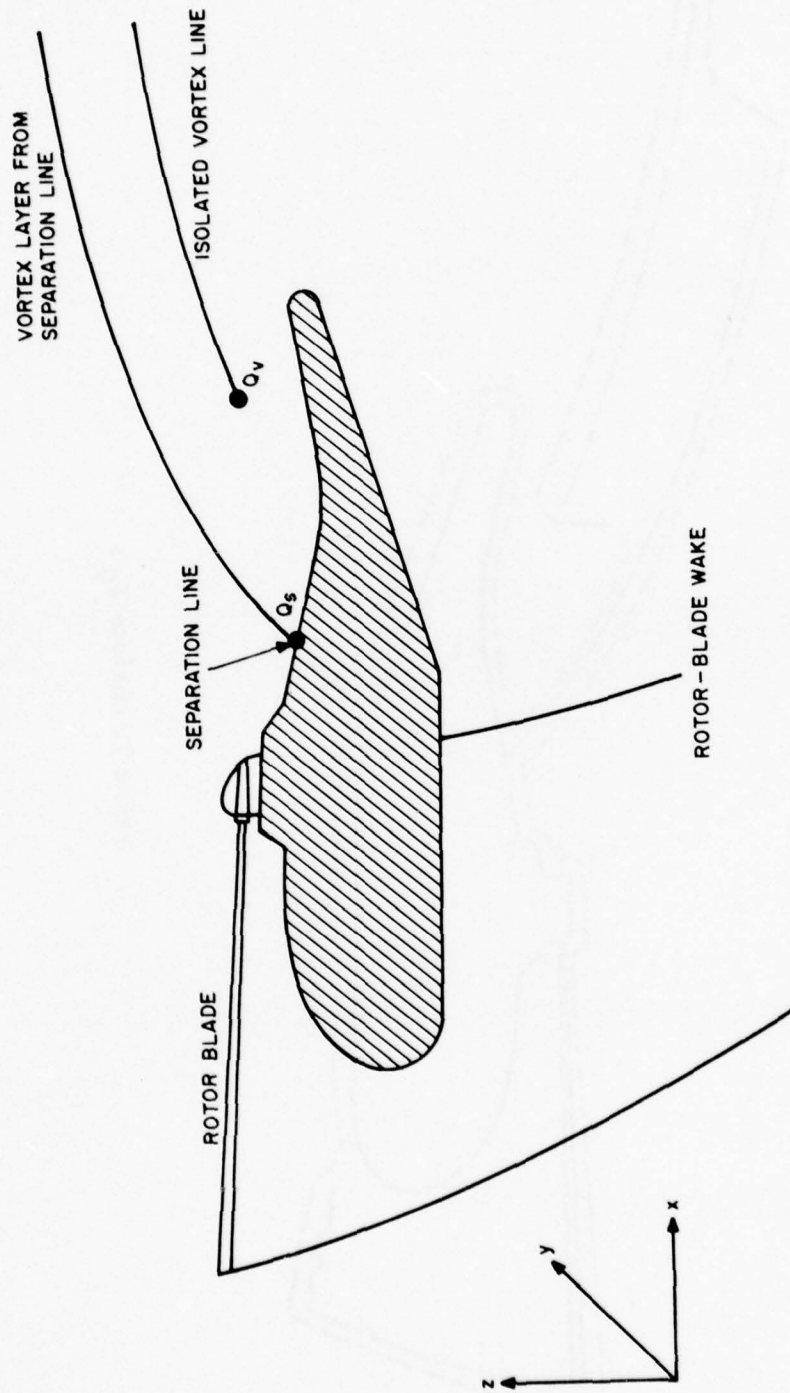 VORTEX LAYER FROM
SEPARATION LINE
ISOLATED VORTEX LINE
Qv
SEPARATION LINE
Qs
ROTOR BLADE
ROTOR-BLADE WAKE
z
y
x